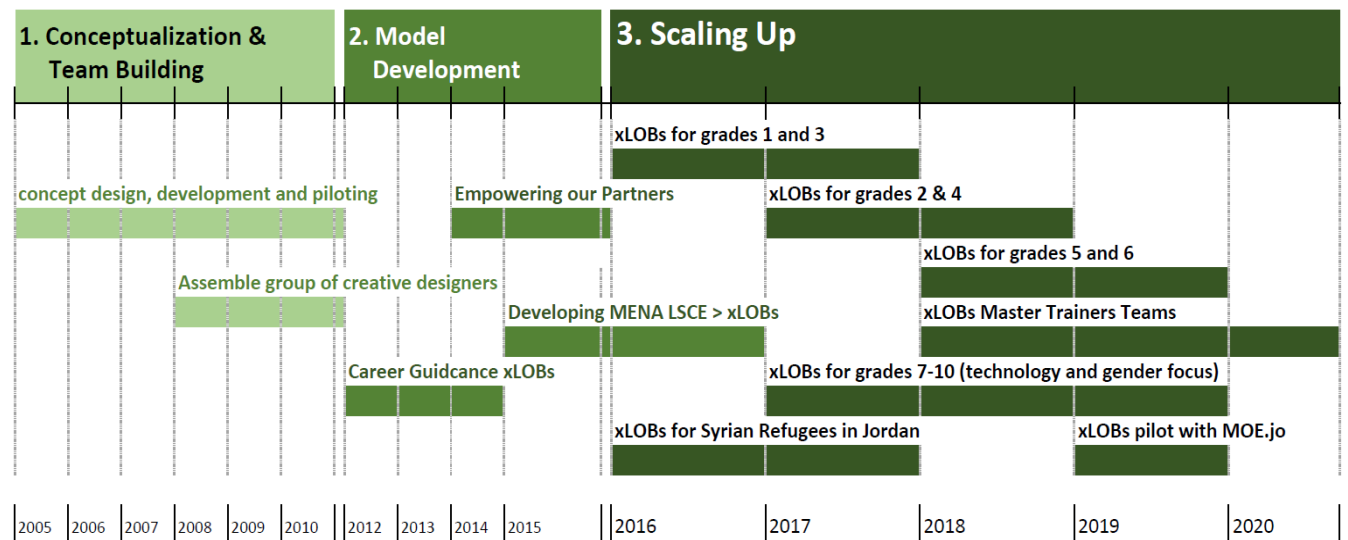 1. Conceptualization &
Team Building
2. Model
Development
3. Scaling Up
xLOBs for grades 1 and 3
concept design, development and piloting
Empowering our Partners
xLOBs for grades 2 & 4
xLOBs for grades 5 and 6
Assemble group of creative designers
Developing MENA LSCE > xLOBs
xLOBs Master Trainers Teams
Career Guidcance xLOBs
xLOBs for grades 7-10 (technology and gender focus)
xLOBs for Syrian Refugees in Jordan
xLOBs pilot with MOE.jo
2005 2006 2007 2008 2009 2010 2012 2013 2014 2015 2016 2017 2018 2019 2020